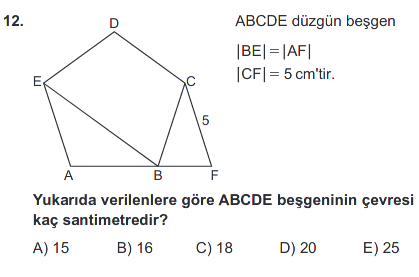 12.
D
E
C
5
A
B
F
ABCDE düzgün beşgen
|BE| = |AF|
|CF| = 5 cm'tir.
Yukarıda verilenlere göre ABCDE beşgeninin çevresi
kaç santimetredir?
A) 15 B) 16 C) 18 D) 20 E) 25